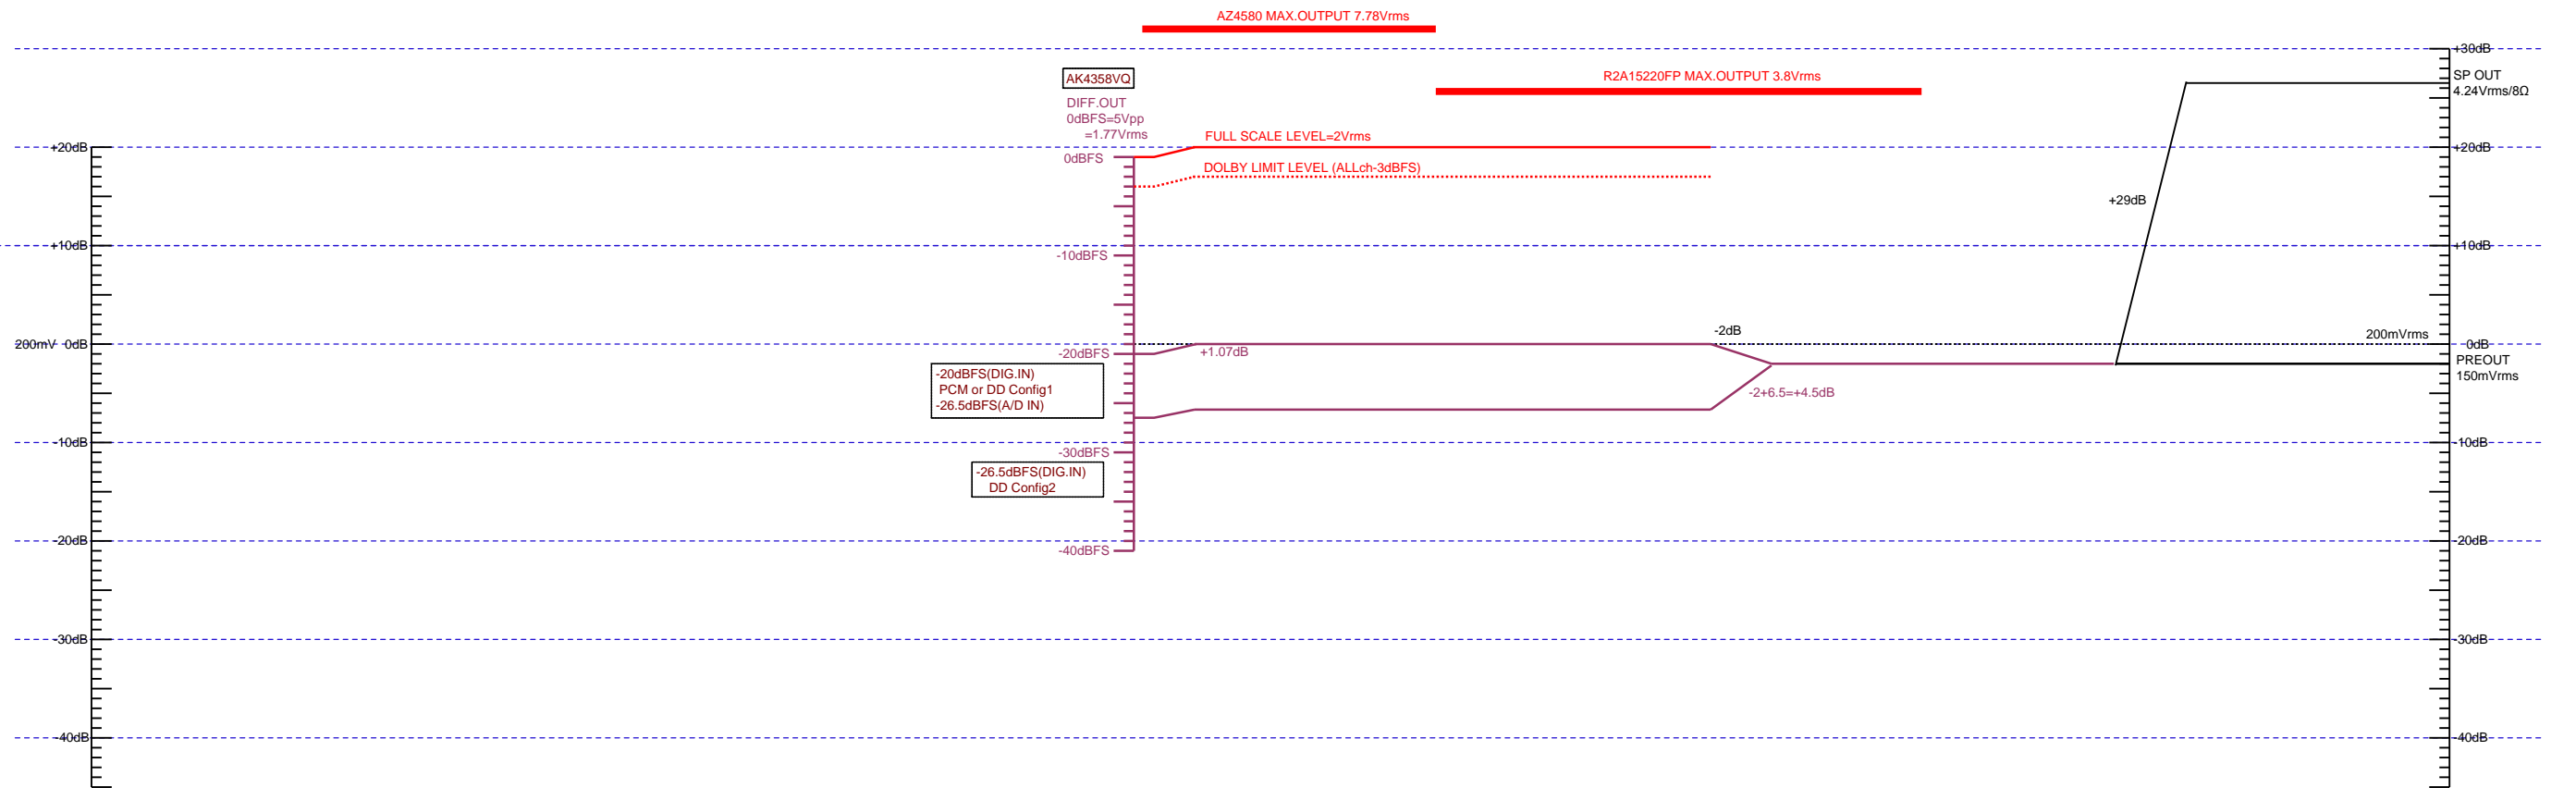 AZ4580 MAX.OUTPUT 7.78Vrms
+30dB
AK4358VQ
R2A15220FP MAX.OUTPUT 3.8Vrms
SP OUT
4.24Vrms/8Ω
DIFF.OUT
0dBFS=5Vpp
=1.77Vrms
FULL SCALE LEVEL=2Vrms
+20dB
+20dB
0dBFS
DOLBY LIMIT LEVEL (ALLch-3dBFS)
+29dB
+10dB
+10dB
-10dBFS
-2dB
200mVrms
200mV 0dB
0dB
-20dBFS
+1.07dB
PREOUT
150mVrms
-20dBFS(DIG.IN)
PCM or DD Config1
-26.5dBFS(A/D IN)
-2+6.5=+4.5dB
-10dB
-10dB
-30dBFS
-26.5dBFS(DIG.IN)
DD Config2
-20dB
-20dB
-40dBFS
-30dB
-30dB
-40dB
-40dB